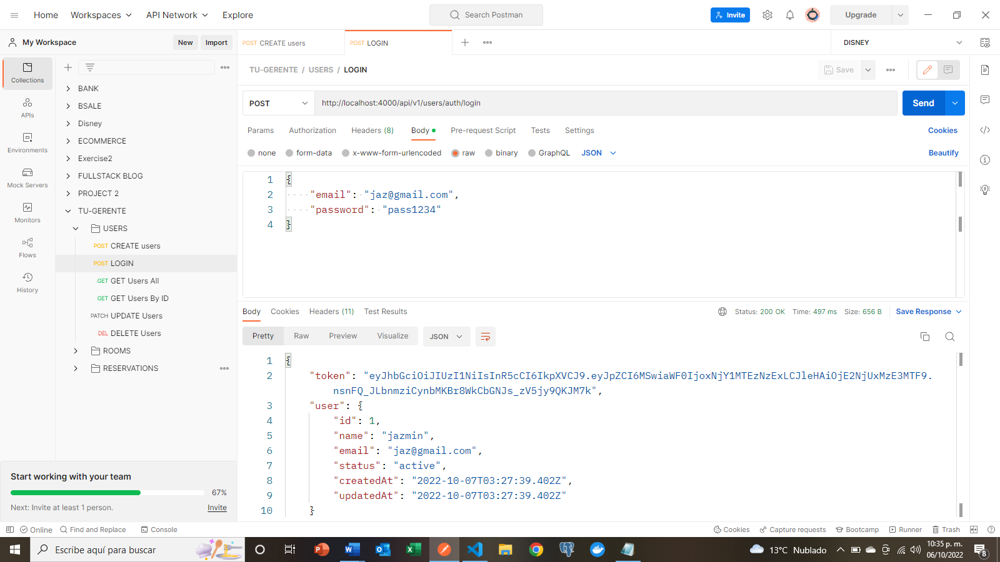 Home Workspaces API Network Explore Search Postman Invite Upgrade
My Workspace New Import POST CREATE users POST LOGIN DISNEY
TU-GERENTE / USERS / LOGIN Save
Collections
APIs
Environments
Mock Servers
Monitors
Flows
History
BANK
BSALE
Disney
ECOMMERCE
Exercise2
FULLSTACK BLOG
PROJECT 2
TU-GERENTE
USERS
POST CREATE users
POST LOGIN
GET GET Users All
GET GET Users By ID
PATCH UPDATE Users
DEL DELETE Users
ROOMS
RESERVATIONS
Start working with your team
67%
Next: Invite at least 1 person. Invite
POST http://localhost:4000/api/v1/users/auth/login Send
Params Authorization Headers (8) Body Pre-request Script Tests Settings Cookies
none form-data x-www-form-urlencoded raw binary GraphQL JSON Beautify
1 {
2 "email": "jaz@gmail.com",
3 "password": "pass1234"
4 }
Body Cookies Headers (11) Test Results Status: 200 OK Time: 497 ms Size: 656 B Save Response
Pretty Raw Preview Visualize JSON
1 {
2 "token": "eyJhbGciOiJIUzI1NiIsInR5cCI6IkpXVCJ9.eyJpZCI6MSwiaWF0IjoxNjY1MTEzNzExLCJleHAiOjE2NjUxMzE3MTF9.
nsnFQ_JLbnmziCynbMKBr8WkCbGNJs_zV5jy9QKJM7k",
3 "user": {
4 "id": 1,
5 "name": "jazmin",
6 "email": "jaz@gmail.com",
7 "status": "active",
8 "createdAt": "2022-10-07T03:27:39.402Z",
9 "updatedAt": "2022-10-07T03:27:39.402Z"
10 }
Online Find and Replace Console Cookies Capture requests Bootcamp Runner Trash
Escribe aquí para buscar 13°C Nublado 10:35 p. m.
06/10/2022 8